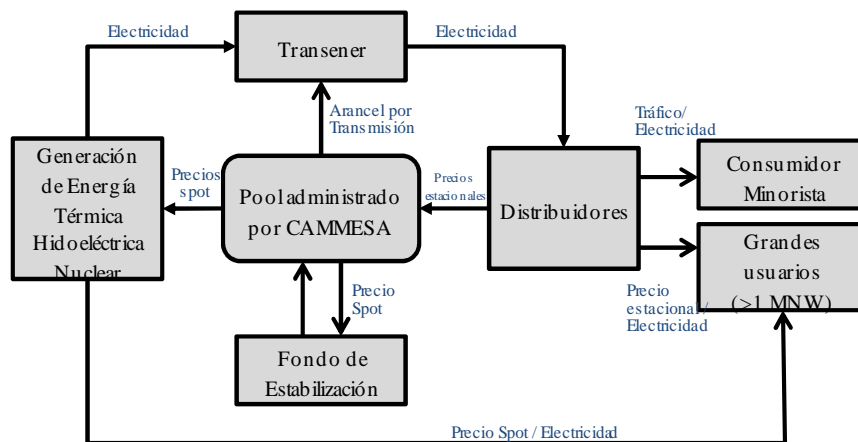 Electricidad
Transener
Electricidad
Arancel por
Transmisión
Tráfico/
Electricidad
Generación
de Energía
Térmica
Hidoeléctrica
Nuclear
Precios
spot
Pool administrado
por CAMMESA
Precios
estacionales
Distribuidores
Consumidor
Minorista
Grandes
usuarios
(>1 MNW)
Precio
estacional /
Electricidad
Precio
Spot
Fondo de
Estabilización
Precio Spot / Electricidad